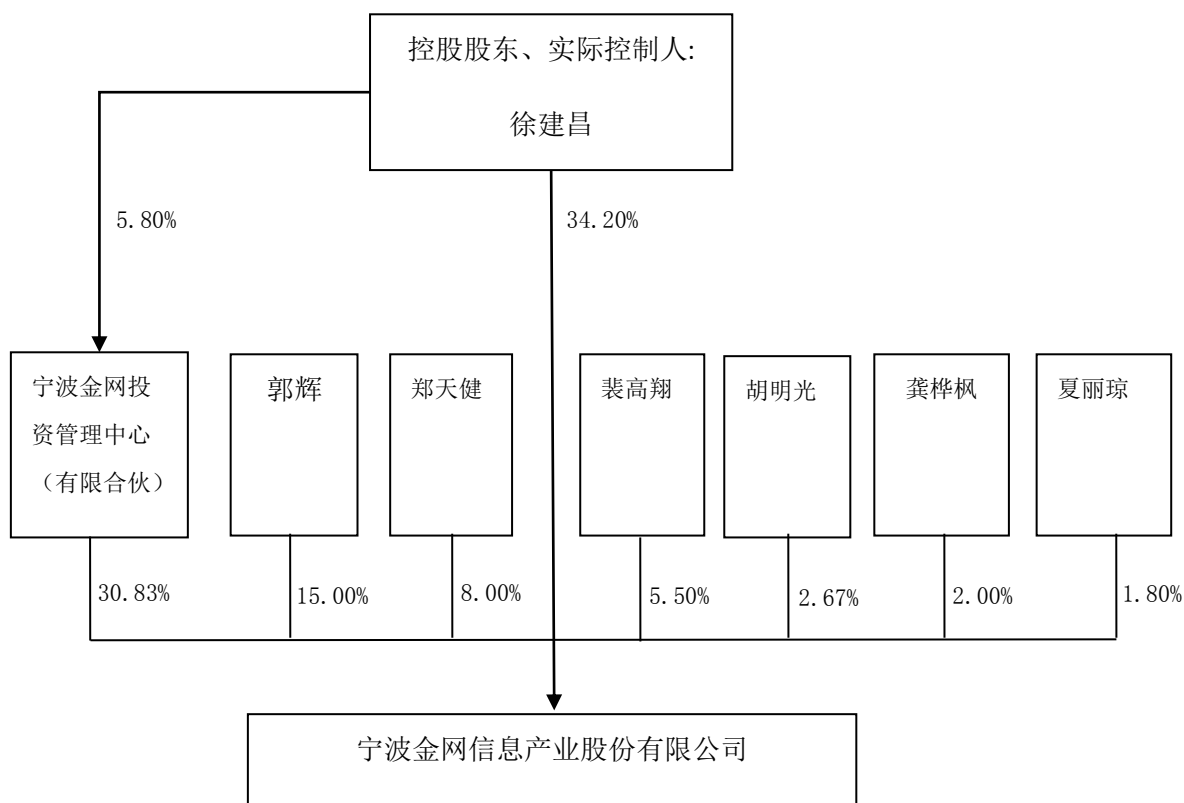 控股股东、实际控制人:
徐建昌
5.80%
34.20%
宁波金网投
资管理中心
（有限合伙）
郭辉
郑天健
裴高翔
胡明光
龚桦枫
夏丽琼
30.83%
15.00%
8.00%
5.50%
2.67%
2.00%
1.80%
宁波金网信息产业股份有限公司